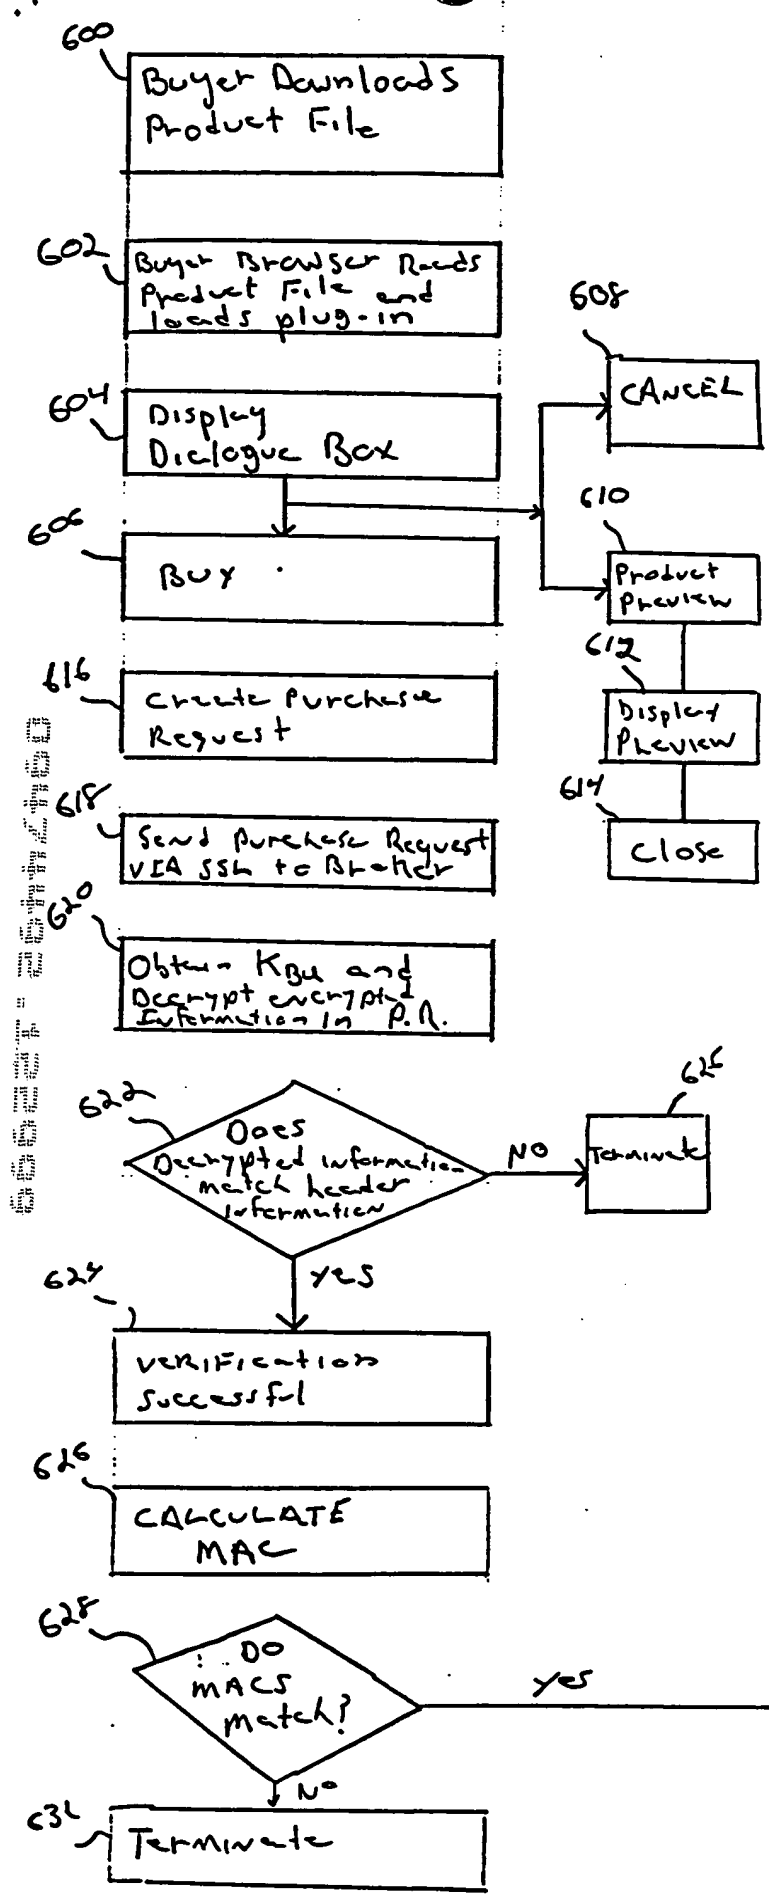 600
Buyer Downloads
Product File
602
Buyer Browser Reads
Product File and
loads plug-in
608
CANCEL
604
Display
Dialogue Box
610
606
BUY
Product
Preview
612
616
Create Purchase
Request
Display
Preview
614
618
Send Purchase Request
VIA SSL to Broker
Close
620
Obtain KBU and
Decrypt encrypted
Information In P.R.
622
Does
Decrypted information
match header
information
NO
Terminate
YES
624
VERIFication
Successful
626
CALCULATE
MAC
628
DO
MACS
Match?
Yes
NO
Terminate